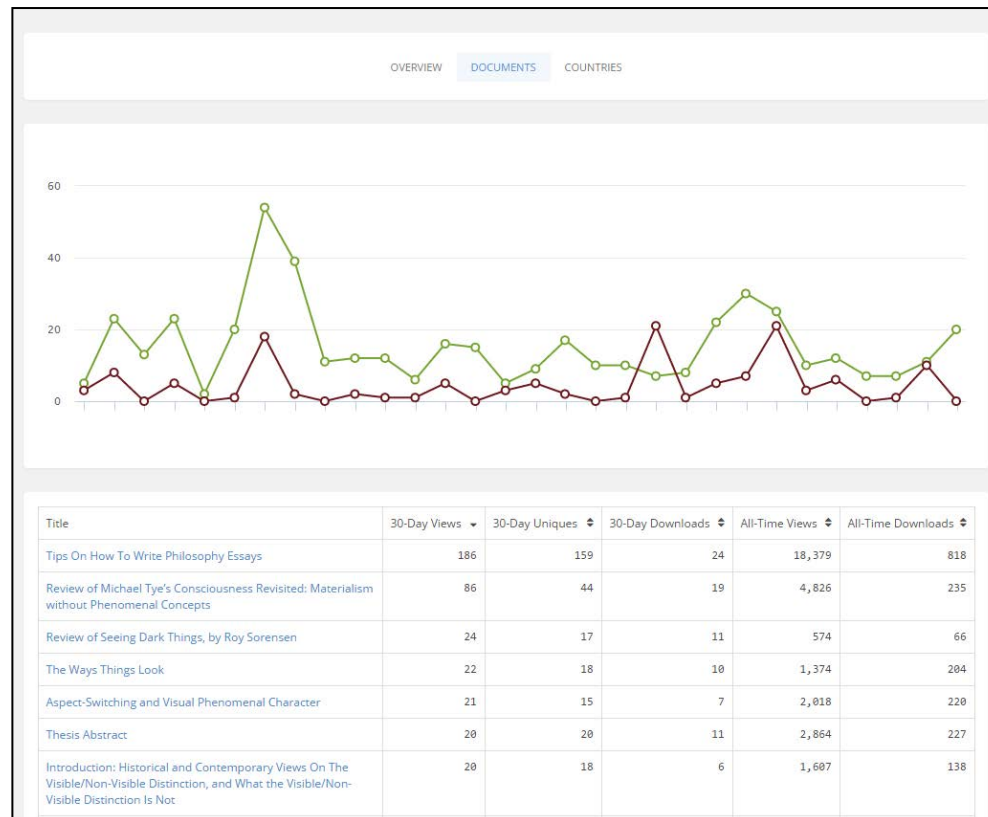 OVERVIEW DOCUMENTS COUNTRIES
60
40
20
0
Title 30-Day Views 30-Day Uniques 30-Day Downloads All-Time Views All-Time Downloads
Tips On How To Write Philosophy Essays 186 159 24 18,379 818
Review of Michael Tye's Consciousness Revisited: Materialism 86 44 19 4,826 235
without Phenomenal Concepts
Review of Seeing Dark Things, by Roy Sorensen 24 17 11 574 66
The Ways Things Look 22 18 10 1,374 204
Aspect-Switching and Visual Phenomenal Character 21 15 7 2,018 220
Thesis Abstract 20 20 11 2,864 227
Introduction: Historical and Contemporary Views On The 20 18 6 1,607 138
Visible/Non-Visible Distinction, and What the Visible/Non-
Visible Distinction Is Not